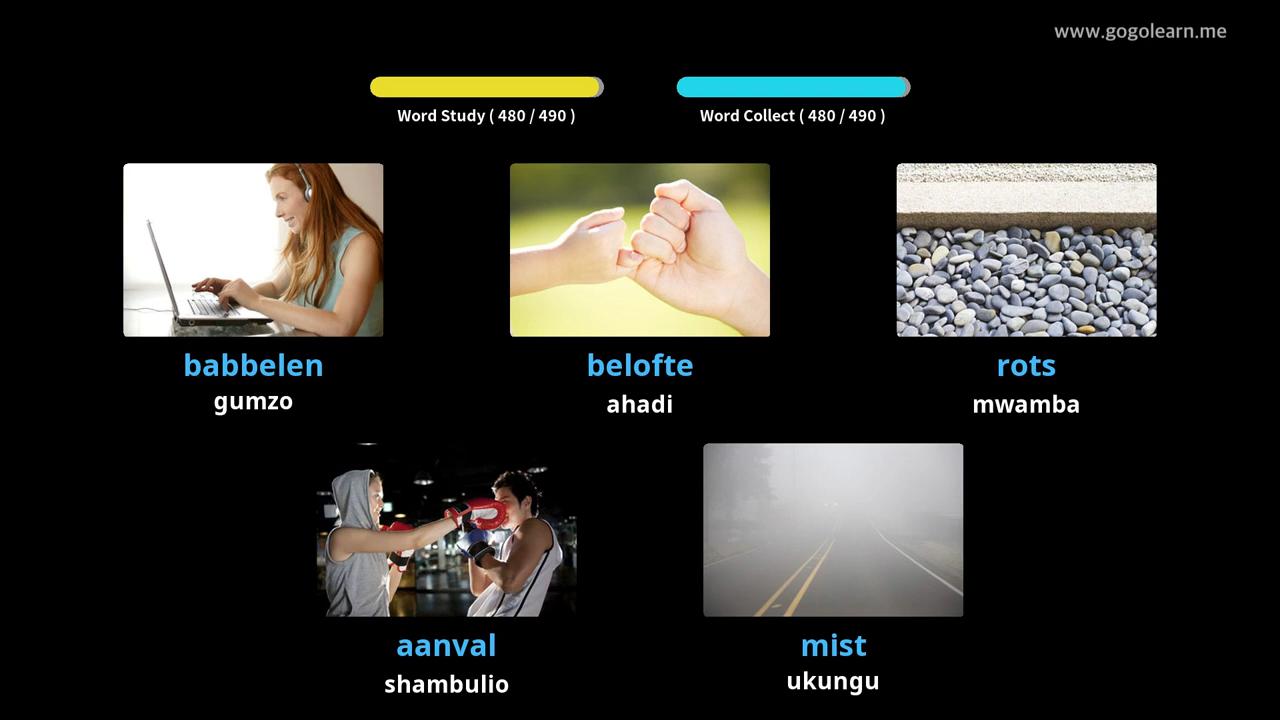 www.gogolearn.me
Word Study ( 480 / 490 )
Word Collect ( 480 / 490 )
babbelen
gumzo
belofte
ahadi
rots
mwamba
aanval
shambulio
mist
ukungu